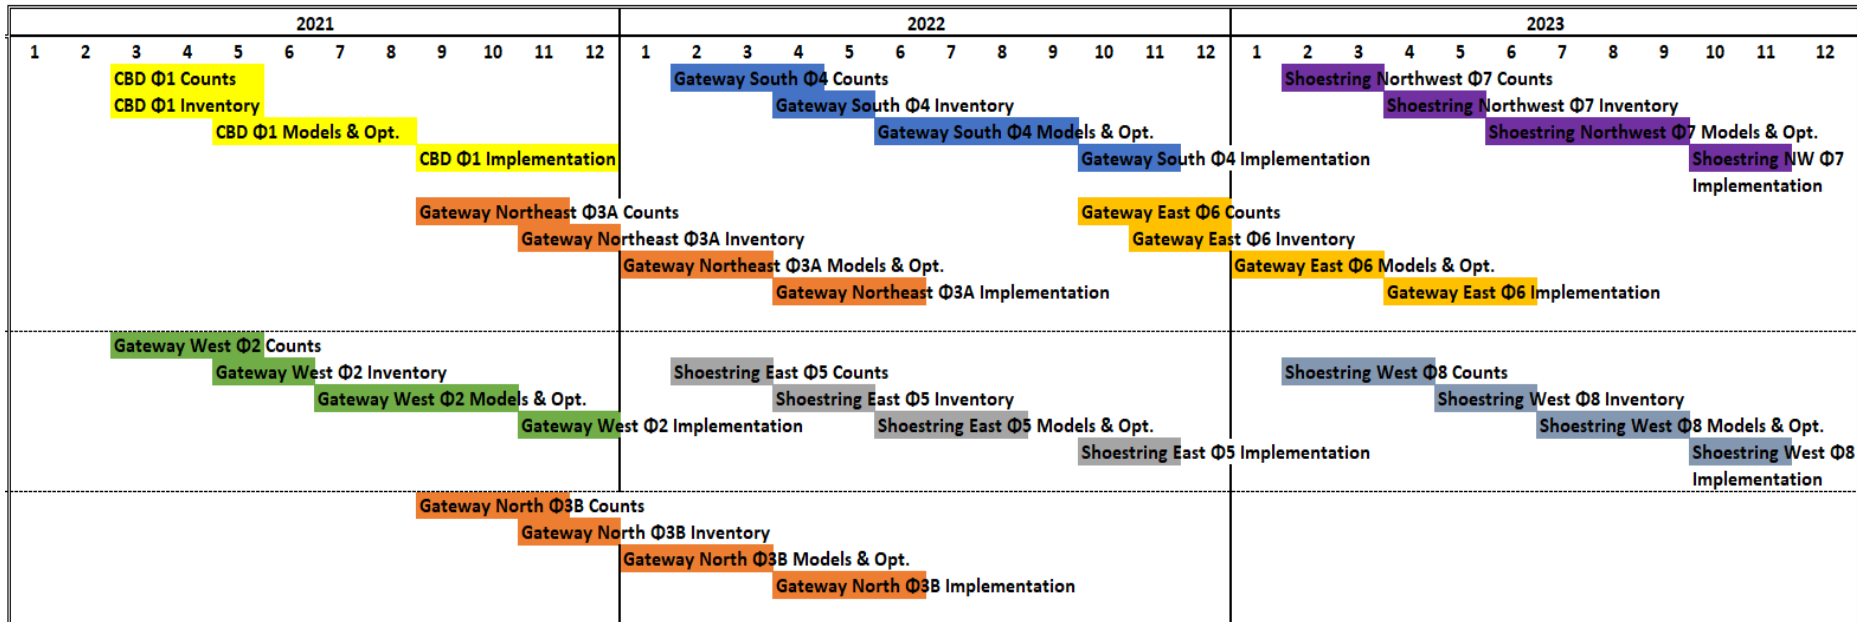 2021 2022 2023
1 2 3 4 5 6 7 8 9 10 11 12 1 2 3 4 5 6 7 8 9 10 11 12 1 2 3 4 5 6 7 8 9 10 11 12
CBD Φ1 Counts Gateway South Φ4 Counts Shoestring Northwest Φ7 Counts
CBD Φ1 Inventory Gateway South Φ4 Inventory Shoestring Northwest Φ7 Inventory
CBD Φ1 Models & Opt. Gateway South Φ4 Models & Opt. Shoestring Northwest Φ7 Models & Opt.
CBD Φ1 Implementation Gateway South Φ4 Implementation Shoestring NW Φ7
Implementation
Gateway Northeast Φ3A Counts Gateway East Φ6 Counts
Gateway Northeast Φ3A Inventory Gateway East Φ6 Inventory
Gateway Northeast Φ3A Models & Opt. Gateway East Φ6 Models & Opt.
Gateway Northeast Φ3A Implementation Gateway East Φ6 Implementation
Gateway West Φ2 Counts
Gateway West Φ2 Inventory Shoestring East Φ5 Counts Shoestring West Φ8 Counts
Gateway West Φ2 Models & Opt. Shoestring East Φ5 Inventory Shoestring West Φ8 Inventory
Gateway West Φ2 Implementation Shoestring East Φ5 Models & Opt. Shoestring West Φ8 Models & Opt.
Shoestring East Φ5 Implementation Shoestring West Φ8
Implementation
Gateway North Φ3B Counts
Gateway North Φ3B Inventory
Gateway North Φ3B Models & Opt.
Gateway North Φ3B Implementation